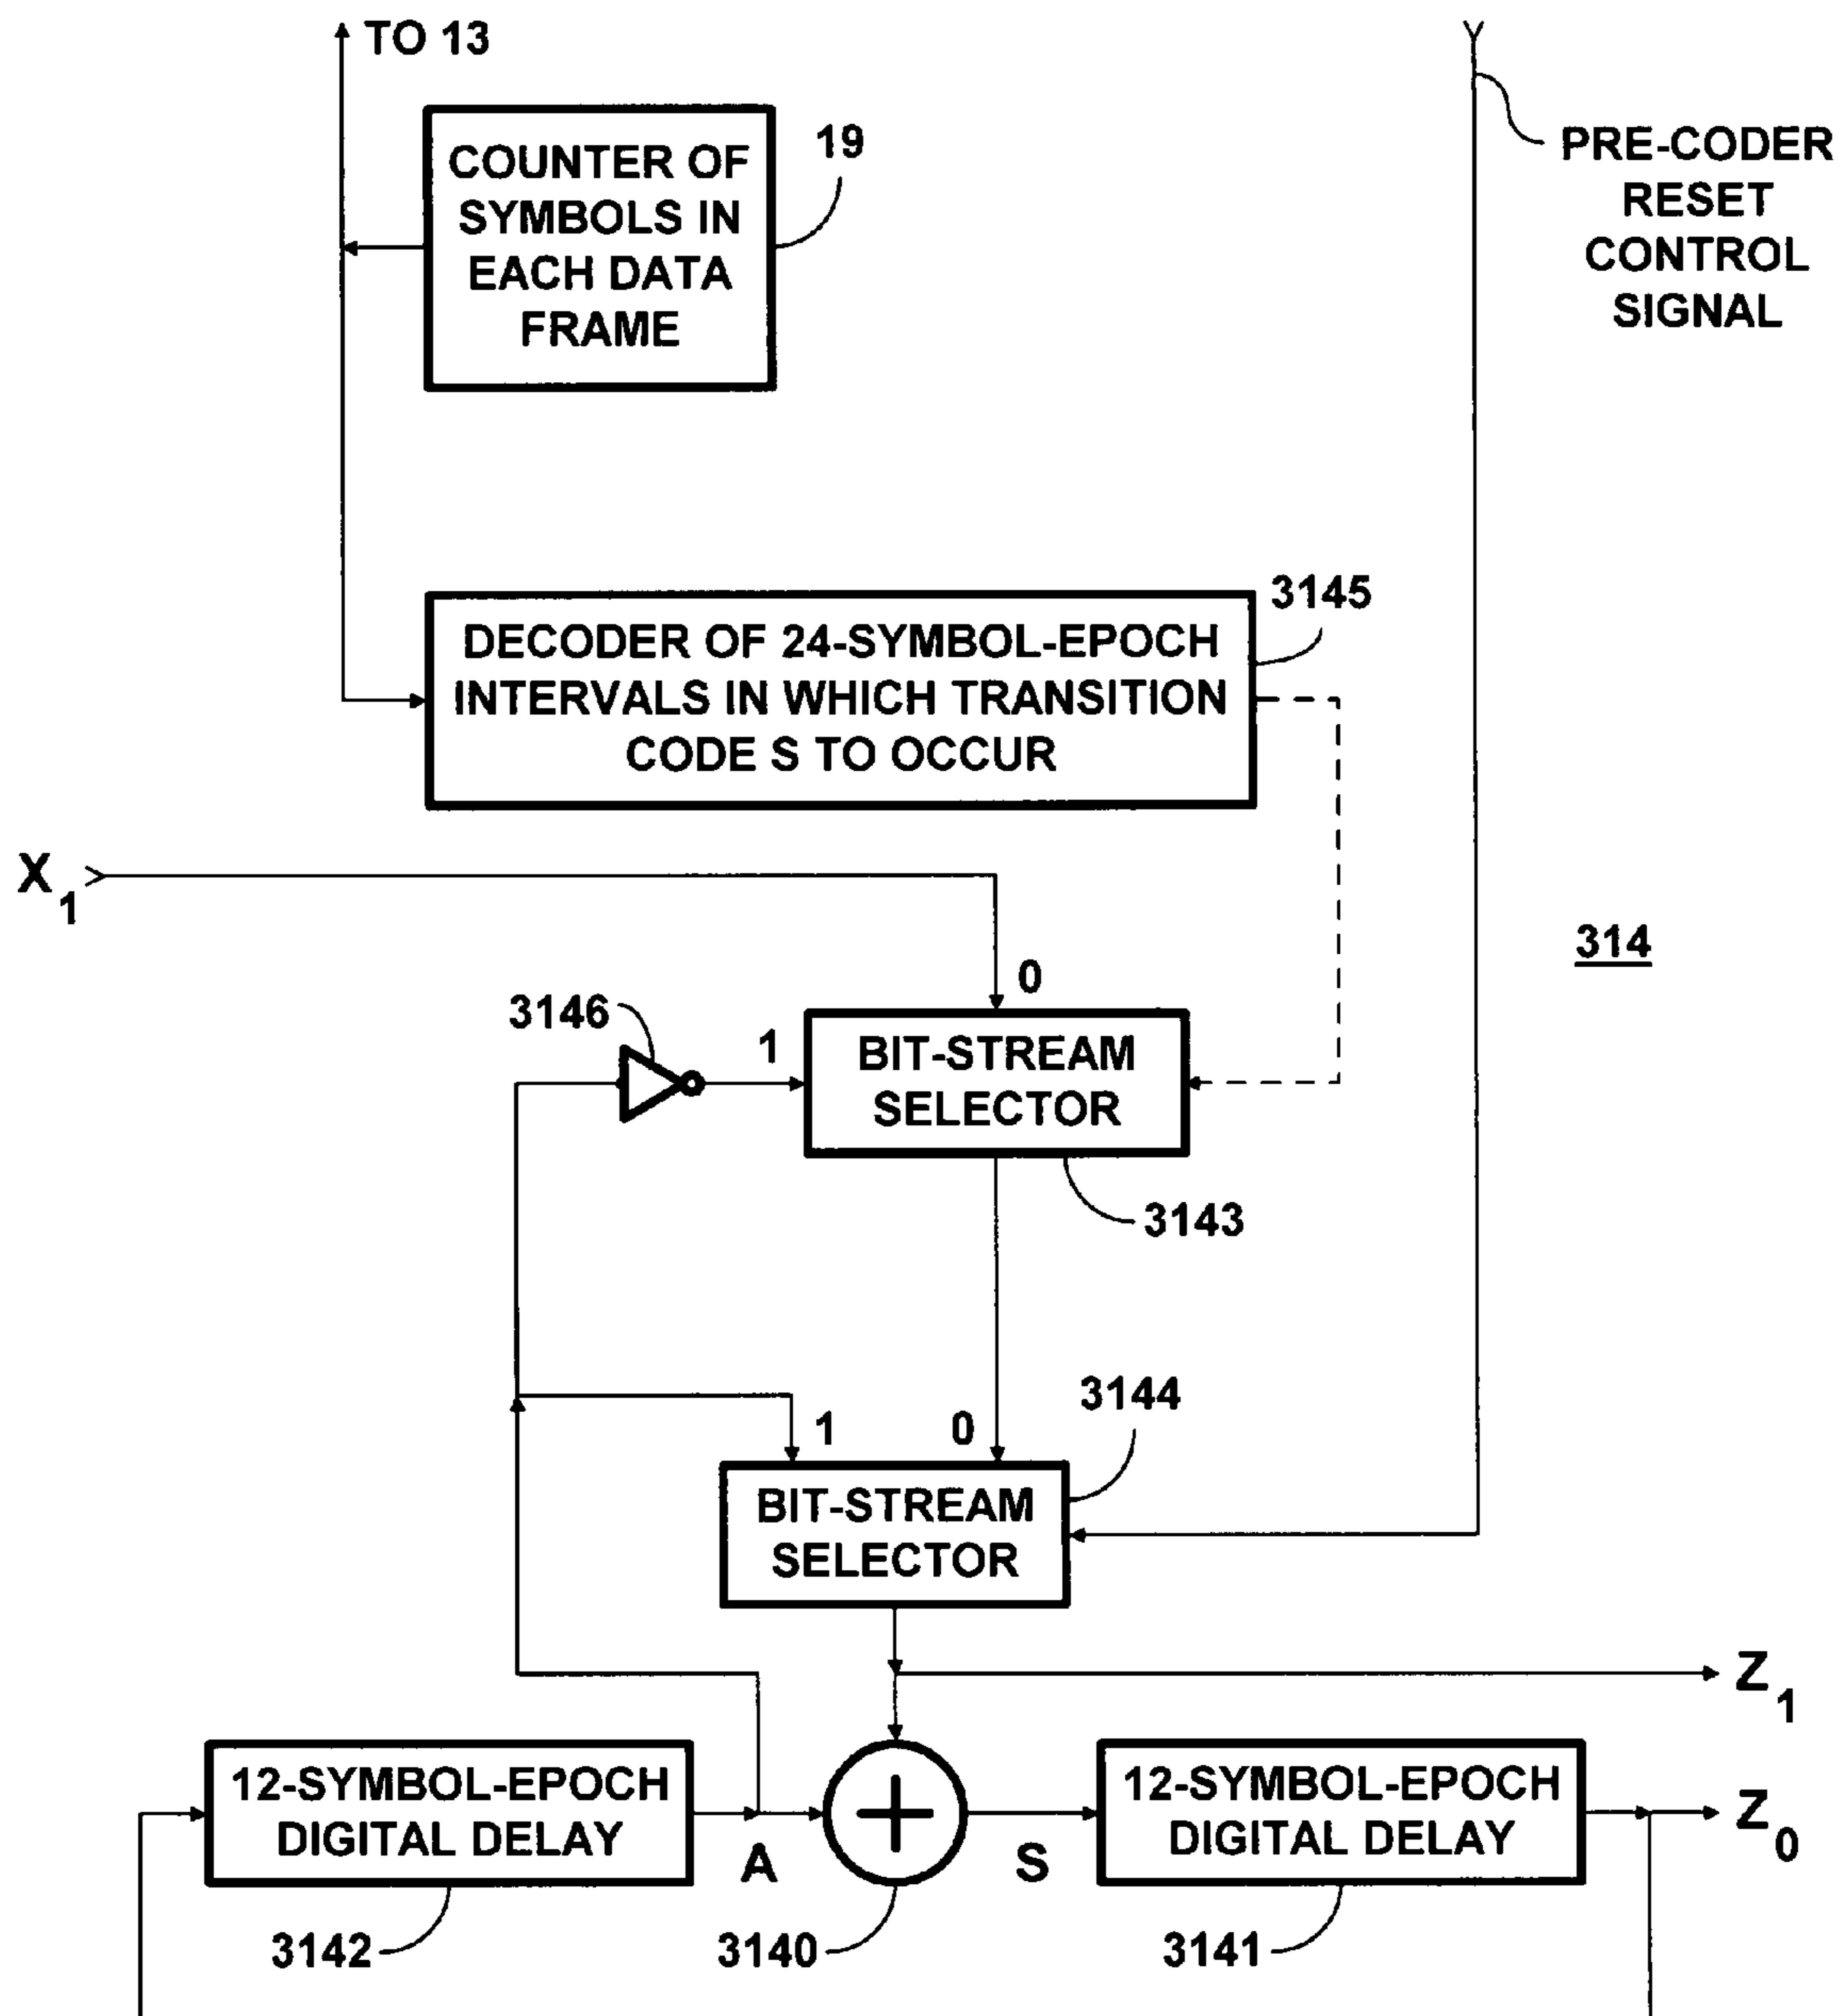 TO 13
COUNTER OF
SYMBOLS IN
EACH DATA
FRAME
19
PRE-CODER
RESET
CONTROL
SIGNAL
3145
DECODER OF 24-SYMBOL-EPOCH
INTERVALS IN WHICH TRANSITION
CODE S TO OCCUR
X1
314
0
3146
1
BIT-STREAM
SELECTOR
3143
3144
1
0
BIT-STREAM
SELECTOR
Z1
12-SYMBOL-EPOCH
DIGITAL DELAY
A
+
S
12-SYMBOL-EPOCH
DIGITAL DELAY
Z0
3142
3140
3141